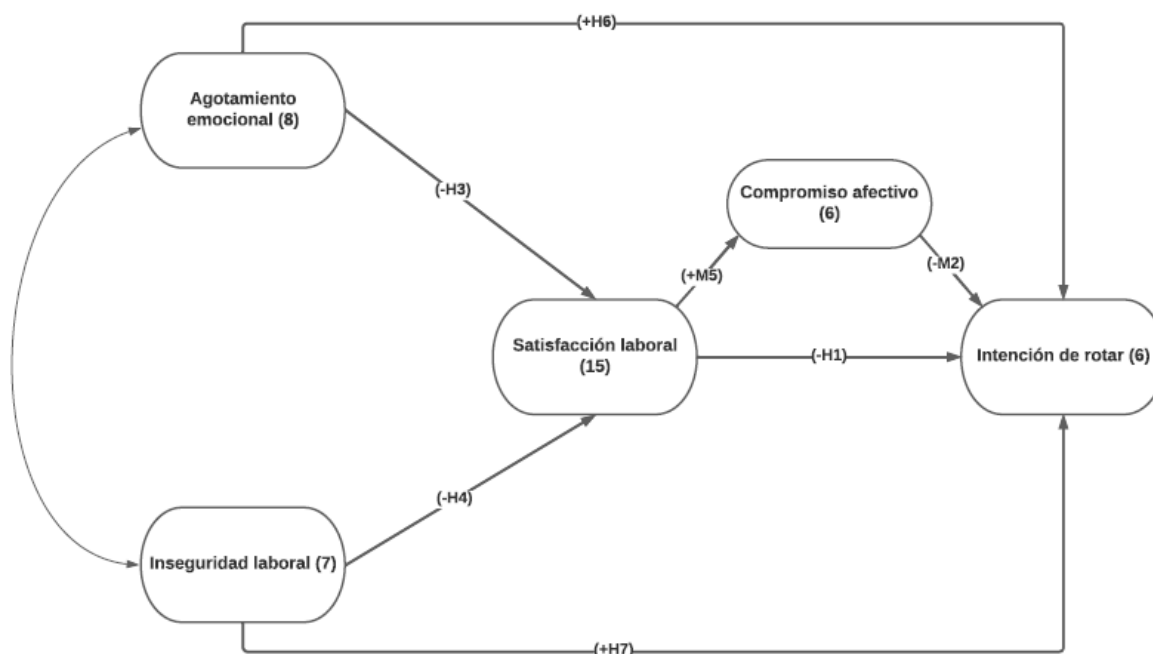 (+H6)
Agotamiento
emocional (8)
(-H3)
Compromiso afectivo
(6)
(+M5)
(-M2)
Satisfacción laboral
(15)
(-H1)
Intención de rotar (6)
(-H4)
Inseguridad laboral (7)
(+H7)